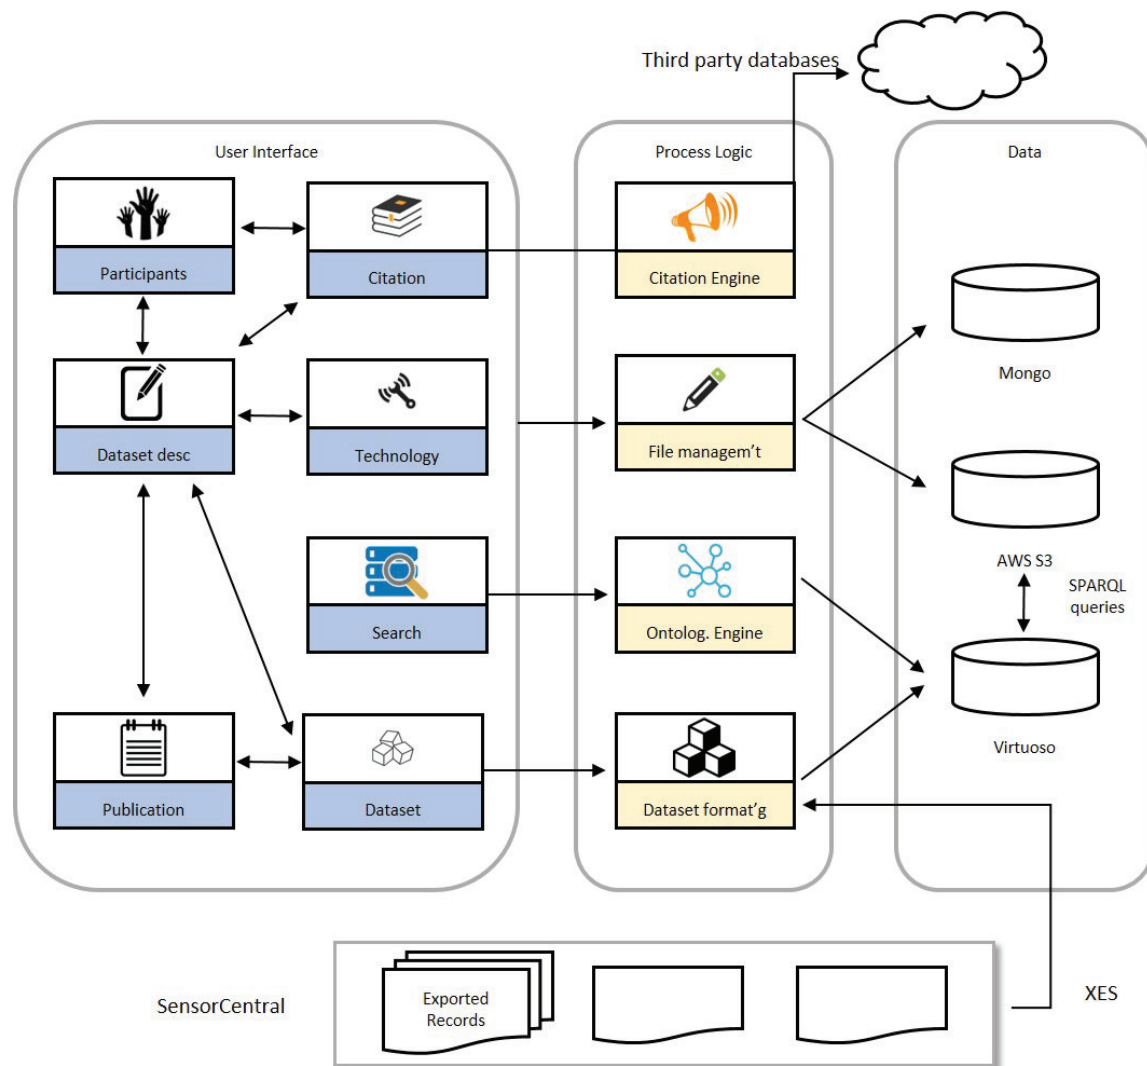 Third party databases
User Interface
Process Logic
Data
Participants
Citation
Citation Engine
Mongo
Dataset desc
Technology
File managem't
AWS S3
SPARQL
queries
Search
Ontolog. Engine
Virtuoso
Publication
Dataset
Dataset format'g
SensorCentral
Exported
Records
XES